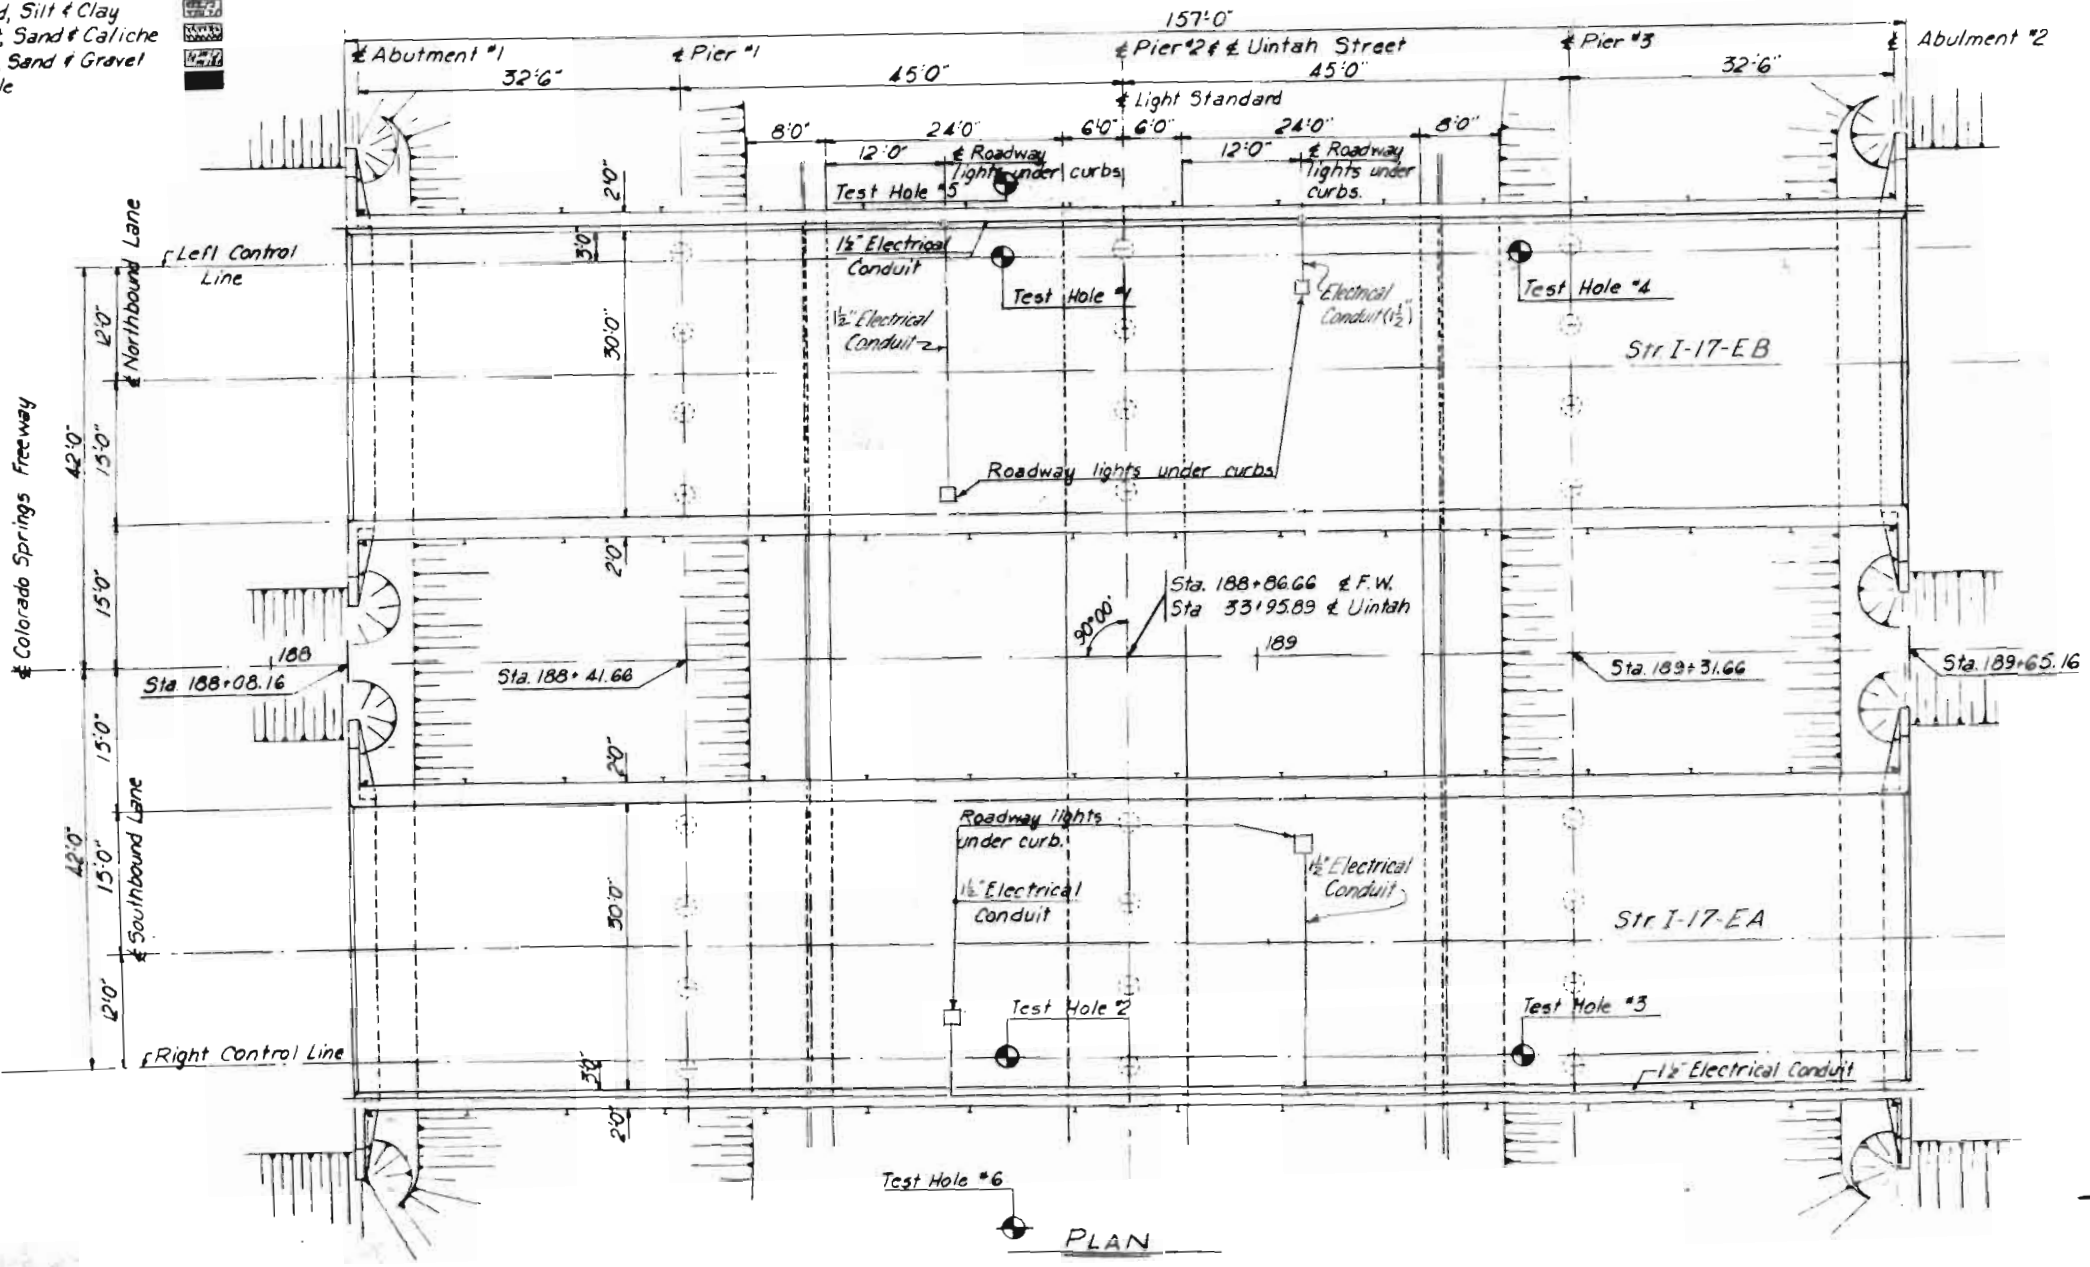 Silt & Clay
Sand & Caliche
Sand & Gravel
157'-0"
℄ Abutment #1
℄ Pier #1
℄ Pier #2 & ℄ Uintah Street
℄ Pier #3
℄ Abutment #2
32'-6"
45'-0"
45'-0"
32'-6"
℄ Light Standard
8'-0"
24'-0"
6'-0"
6'-0"
24'-0"
8'-0"
12'-0"
℄ Roadway
lights under curbs
12'-0"
℄ Roadway
lights under
curbs.
Test Hole #5
2'-0"
Left Control
Line
3'-0"
1½" Electrical
Conduit
Test Hole #1
Electrical
Conduit (1½")
Test Hole #4
1½" Electrical
Conduit
30'-0"
Str. I-17-EB
12'-0"
℄ Northbound Lane
Roadway lights under curbs
42'-0"
15'-0"
℄ Colorado Springs Freeway
2'-0"
15'-0"
Sta. 188+86.66 ℄ F.W.
Sta 33+95.89 ℄ Uintah
90°00'
188
189
Sta. 188+08.16
Sta. 188+41.66
Sta. 189+31.66
Sta. 189+65.16
15'-0"
2'-0"
42'-0"
15'-0"
℄ Southbound Lane
Roadway lights
under curb.
1½" Electrical
Conduit
1½" Electrical
Conduit
30'-0"
Str. I-17-EA
12'-0"
Test Hole #2
Test Hole #3
Right Control Line
3'-0"
1½" Electrical Conduit
2'-0"
Test Hole #6
PLAN